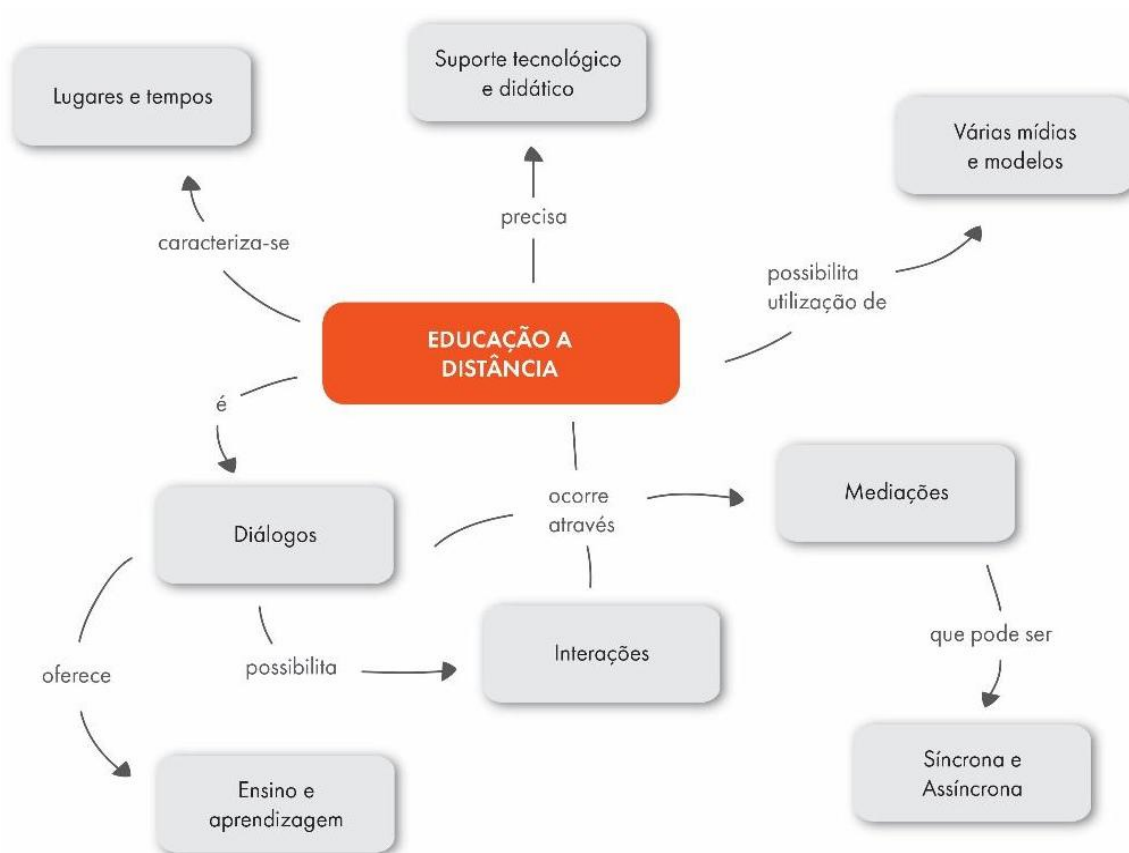 Lugares e tempos
Suporte tecnológico
e didático
Várias mídias
e modelos
caracteriza-se
precisa
possibilita
utilização de
EDUCAÇÃO A
DISTÂNCIA
é
Diálogos
ocorre
através
Mediações
oferece
possibilita
Interações
que pode ser
Ensino e
aprendizagem
Síncrona e
Assíncrona